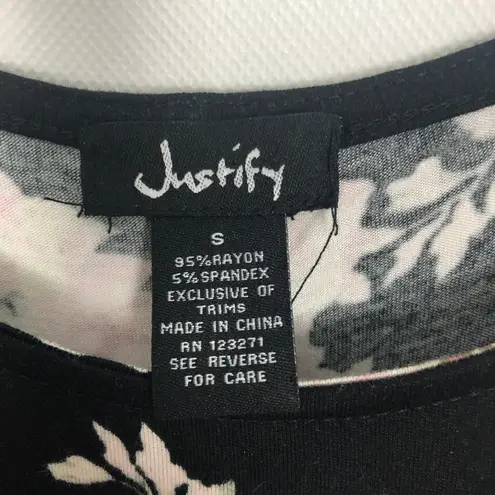 Justify
S
95%RAYON
5%SPANDEX
EXCLUSIVE OF
TRIMS
MADE IN CHINA
RN 123271
SEE REVERSE
FOR CARE